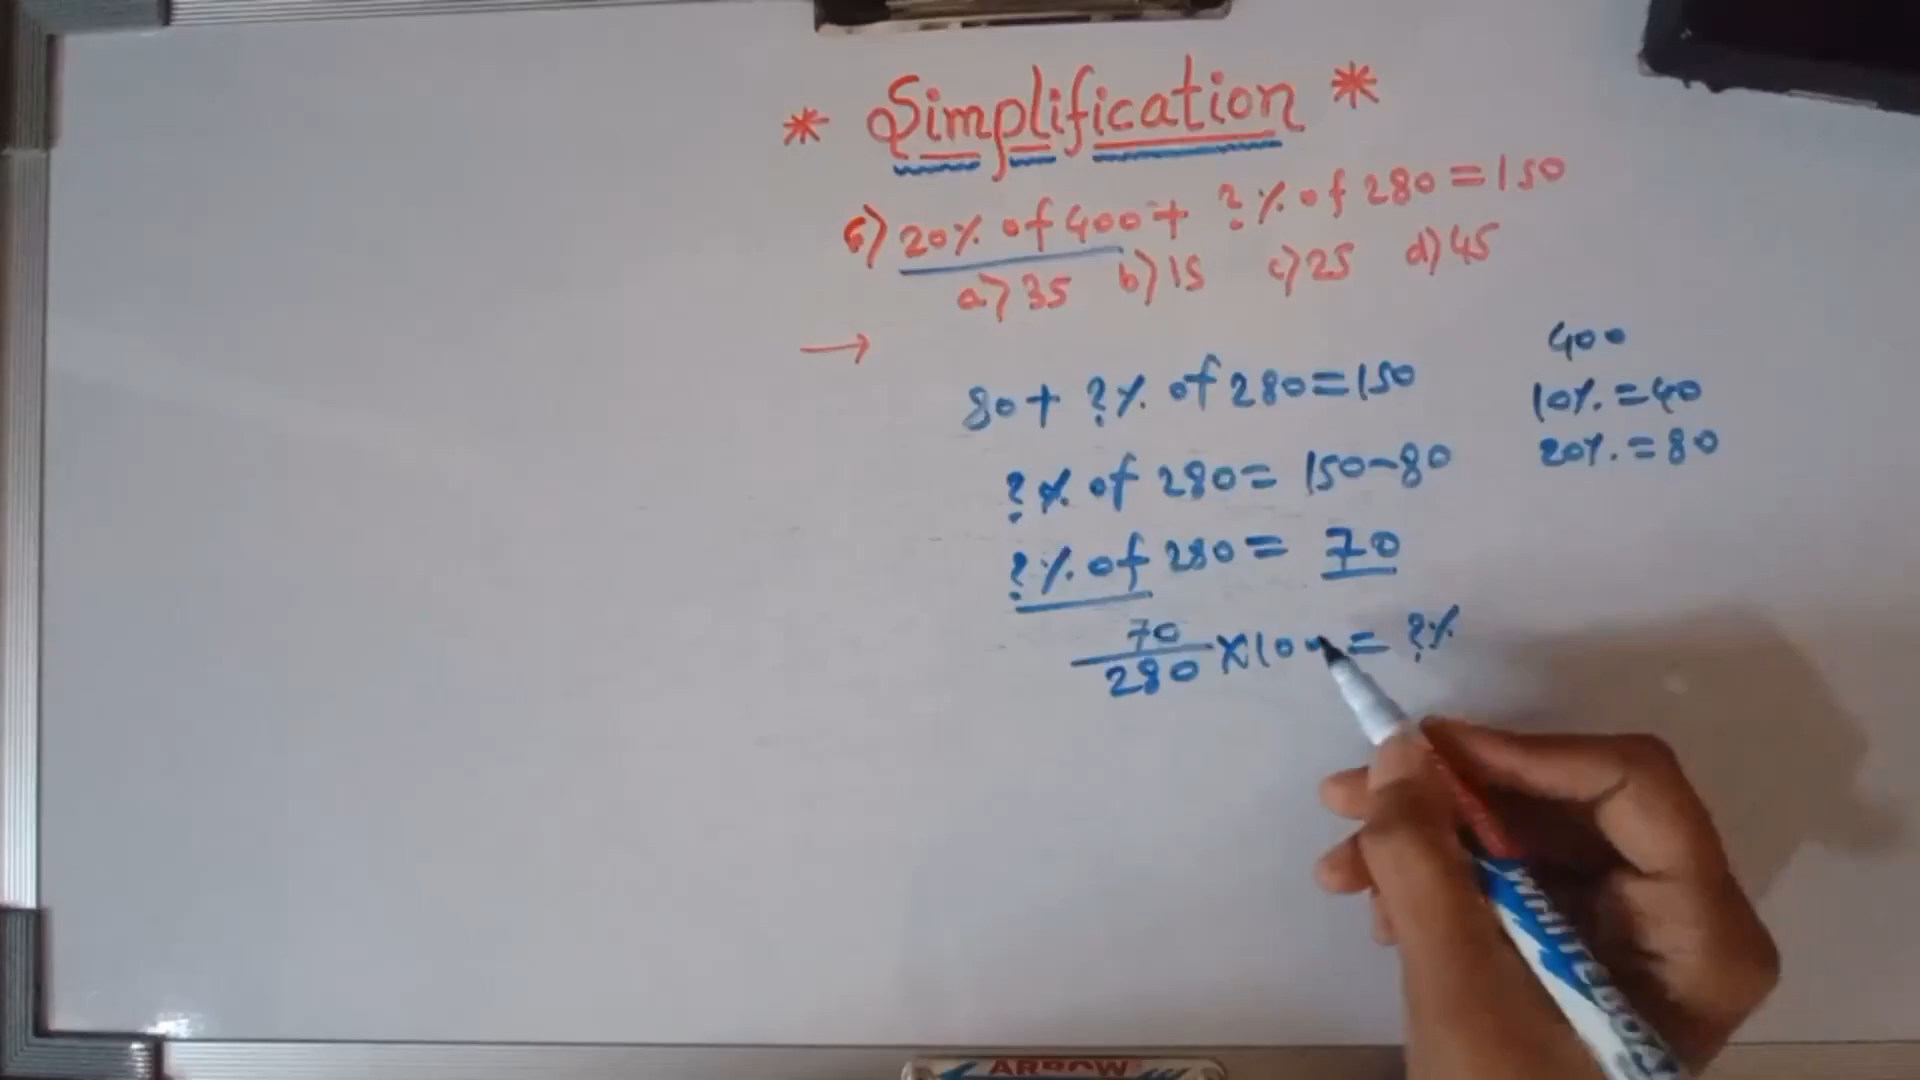 * Simplification *
6) 20% of 400 + ?% of 280 = 150
a) 35 b) 15 c) 25 d) 45
→
400
80 + ?% of 280 = 150
10% = 40
?% of 280 = 150 - 80
20% = 80
?% of 280 = 70
70/280 × 100 = ?%
WHITEBOA
ARROW